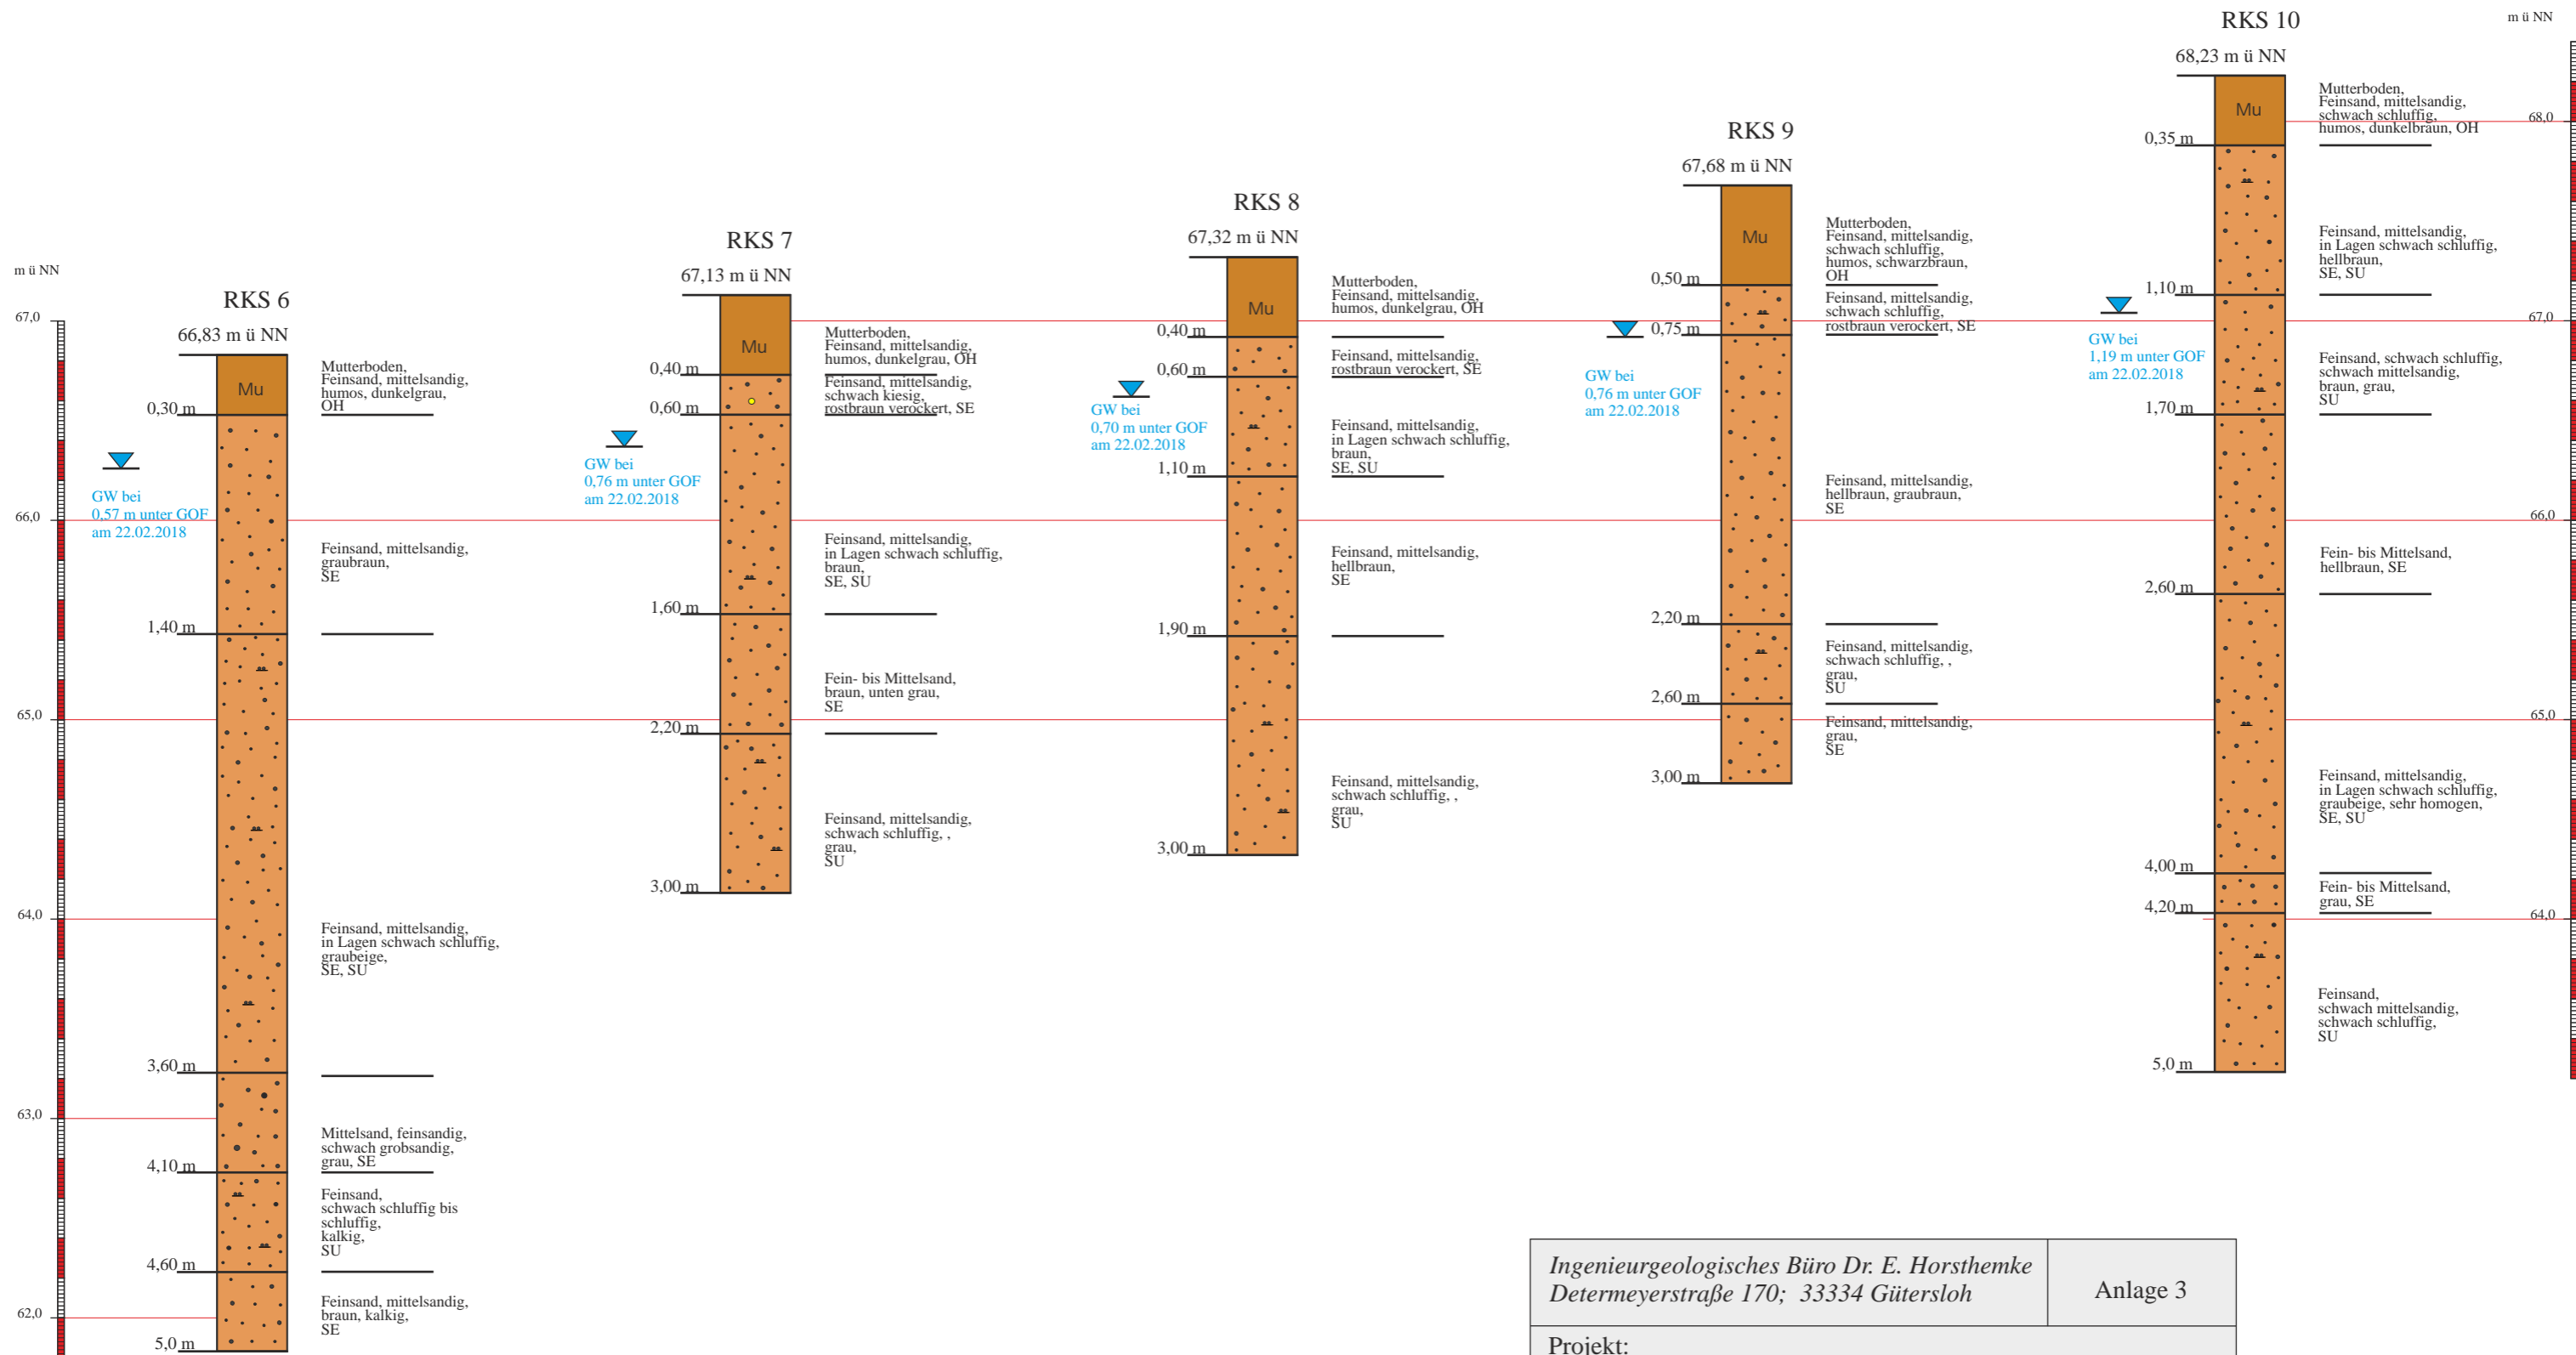 m ü NN
67,0
66,0
65,0
64,0
63,0
62,0
RKS 6
66,83 m ü NN
Mu
0,30 m
1,40 m
3,60 m
4,10 m
4,60 m
5,0 m
GW bei
0,57 m unter GOF
am 22.02.2018
Mutterboden,
Feinsand, mittelsandig,
humos, dunkelgrau,
OH
Feinsand, mittelsandig,
graubraun,
SE
Feinsand, mittelsandig,
in Lagen schwach schluffig,
graubeige,
SE, SU
Mittelsand, feinsandig,
schwach grobsandig,
grau, SE
Feinsand,
schwach schluffig bis
schluffig,
kalkig,
SU
Feinsand, mittelsandig,
braun, kalkig,
SE
RKS 7
67,13 m ü NN
Mu
0,40 m
0,60 m
1,60 m
2,20 m
3,00 m
GW bei
0,76 m unter GOF
am 22.02.2018
Mutterboden,
Feinsand, mittelsandig,
humos, dunkelgrau, OH
Feinsand, mittelsandig,
schwach kiesig,
rostbraun verockert, SE
Feinsand, mittelsandig,
in Lagen schwach schluffig,
braun,
SE, SU
Fein- bis Mittelsand,
braun, unten grau,
SE
Feinsand, mittelsandig,
schwach schluffig, ,
grau,
SU
RKS 8
67,32 m ü NN
Mu
0,40 m
0,60 m
1,10 m
1,90 m
3,00 m
GW bei
0,70 m unter GOF
am 22.02.2018
Mutterboden,
Feinsand, mittelsandig,
humos, dunkelgrau, OH
Feinsand, mittelsandig,
rostbraun verockert, SE
Feinsand, mittelsandig,
in Lagen schwach schluffig,
braun,
SE, SU
Feinsand, mittelsandig,
hellbraun,
SE
Feinsand, mittelsandig,
schwach schluffig, ,
grau,
SU
RKS 9
67,68 m ü NN
Mu
0,50 m
0,75 m
2,20 m
2,60 m
3,00 m
GW bei
0,76 m unter GOF
am 22.02.2018
Mutterboden,
Feinsand, mittelsandig,
schwach schluffig,
humos, schwarzbraun,
OH
Feinsand, mittelsandig,
schwach schluffig,
rostbraun verockert, SE
Feinsand, mittelsandig,
hellbraun, graubraun,
SE
Feinsand, mittelsandig,
schwach schluffig, ,
grau,
SU
Feinsand, mittelsandig,
grau,
SE
RKS 10
68,23 m ü NN
Mu
0,35 m
1,10 m
1,70 m
2,60 m
4,00 m
4,20 m
5,0 m
GW bei
1,19 m unter GOF
am 22.02.2018
Mutterboden,
Feinsand, mittelsandig,
schwach schluffig,
humos, dunkelbraun, OH
Feinsand, mittelsandig,
in Lagen schwach schluffig,
hellbraun,
SE, SU
Feinsand, schwach schluffig,
schwach mittelsandig,
braun, grau,
SU
Fein- bis Mittelsand,
hellbraun, SE
Feinsand, mittelsandig,
in Lagen schwach schluffig,
graubeige, sehr homogen,
SE, SU
Fein- bis Mittelsand,
grau, SE
Feinsand,
schwach mittelsandig,
schwach schluffig,
SU
m ü NN
68,0
67,0
66,0
65,0
64,0
Ingenieurgeologisches Büro Dr. E. Horsthemke
Determeyerstraße 170; 33334 Gütersloh
Anlage 3
Projekt: